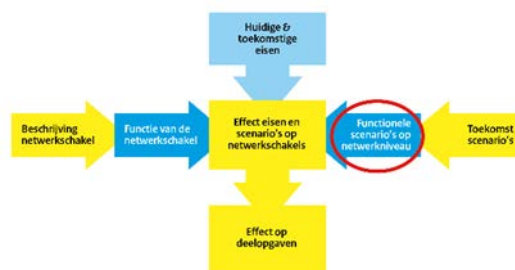 Huidige &
toekomstige
eisen
Beschrijving
netwerkschakel
Functie van de
netwerkschakel
Effect eisen en
scenario's op
netwerkschakels
Functionele
scenario's op
netwerkniveau
Toekomst
scenario's
Effect op
deelopgaven